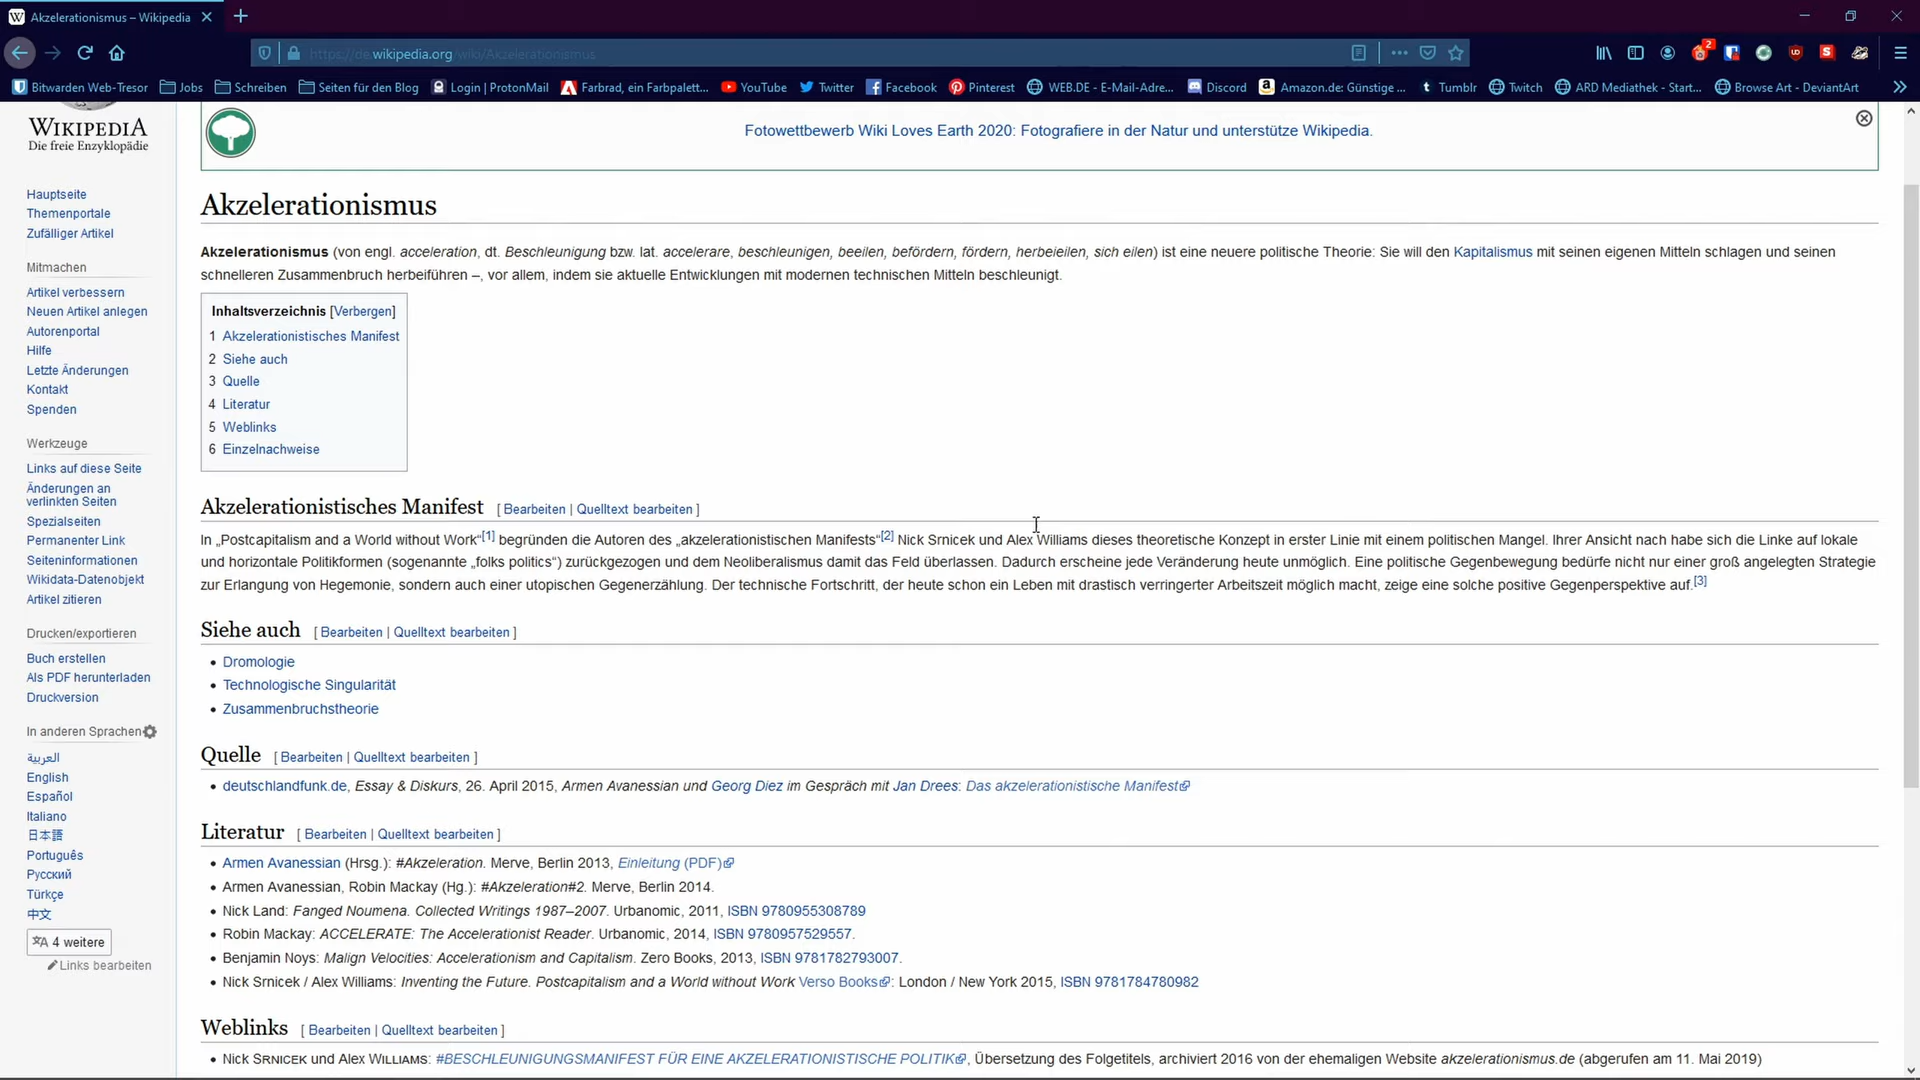 Akzelerationismus – Wikipedia
https://de.wikipedia.org/wiki/Akzelerationismus
2
Bitwarden Web-Tresor Jobs Schreiben Seiten für den Blog Login | ProtonMail Farbrad, ein Farbpalett... YouTube Twitter Facebook Pinterest WEB.DE - E-Mail-Adre... Discord Amazon.de: Günstige ... Tumblr Twitch ARD Mediathek - Start... Browse Art - DeviantArt
WIKIPEDIA
Die freie Enzyklopädie
Hauptseite
Themenportale
Zufälliger Artikel
Mitmachen
Artikel verbessern
Neuen Artikel anlegen
Autorenportal
Hilfe
Letzte Änderungen
Kontakt
Spenden
Werkzeuge
Links auf diese Seite
Änderungen an
verlinkten Seiten
Spezialseiten
Permanenter Link
Seiteninformationen
Wikidata-Datenobjekt
Artikel zitieren
Drucken/exportieren
Buch erstellen
Als PDF herunterladen
Druckversion
In anderen Sprachen
العربية
English
Español
Italiano
日本語
Português
Русский
Türkçe
中文
4 weitere
Links bearbeiten
Fotowettbewerb Wiki Loves Earth 2020: Fotografiere in der Natur und unterstütze Wikipedia.
Akzelerationismus
Akzelerationismus (von engl. acceleration, dt. Beschleunigung bzw. lat. accelerare, beschleunigen, beeilen, befördern, fördern, herbeieilen, sich eilen) ist eine neuere politische Theorie: Sie will den Kapitalismus mit seinen eigenen Mitteln schlagen und seinen
schnelleren Zusammenbruch herbeiführen –, vor allem, indem sie aktuelle Entwicklungen mit modernen technischen Mitteln beschleunigt.
Inhaltsverzeichnis [Verbergen]
1 Akzelerationistisches Manifest
2 Siehe auch
3 Quelle
4 Literatur
5 Weblinks
6 Einzelnachweise
Akzelerationistisches Manifest [ Bearbeiten | Quelltext bearbeiten ]
In „Postcapitalism and a World without Work“[1] begründen die Autoren des „akzelerationistischen Manifests“[2] Nick Srnicek und Alex Williams dieses theoretische Konzept in erster Linie mit einem politischen Mangel. Ihrer Ansicht nach habe sich die Linke auf lokale
und horizontale Politikformen (sogenannte „folks politics“) zurückgezogen und dem Neoliberalismus damit das Feld überlassen. Dadurch erscheine jede Veränderung heute unmöglich. Eine politische Gegenbewegung bedürfe nicht nur einer groß angelegten Strategie
zur Erlangung von Hegemonie, sondern auch einer utopischen Gegenerzählung. Der technische Fortschritt, der heute schon ein Leben mit drastisch verringerter Arbeitszeit möglich macht, zeige eine solche positive Gegenperspektive auf.[3]
Siehe auch [ Bearbeiten | Quelltext bearbeiten ]
• Dromologie
• Technologische Singularität
• Zusammenbruchstheorie
Quelle [ Bearbeiten | Quelltext bearbeiten ]
• deutschlandfunk.de, Essay & Diskurs, 26. April 2015, Armen Avanessian und Georg Diez im Gespräch mit Jan Drees: Das akzelerationistische Manifest
Literatur [ Bearbeiten | Quelltext bearbeiten ]
• Armen Avanessian (Hrsg.): #Akzeleration. Merve, Berlin 2013, Einleitung (PDF)
• Armen Avanessian, Robin Mackay (Hg.): #Akzeleration#2. Merve, Berlin 2014.
• Nick Land: Fanged Noumena. Collected Writings 1987–2007. Urbanomic, 2011, ISBN 9780955308789
• Robin Mackay: ACCELERATE: The Accelerationist Reader. Urbanomic, 2014, ISBN 9780957529557.
• Benjamin Noys: Malign Velocities: Accelerationism and Capitalism. Zero Books, 2013, ISBN 9781782793007.
• Nick Srnicek / Alex Williams: Inventing the Future. Postcapitalism and a World without Work Verso Books: London / New York 2015, ISBN 9781784780982
Weblinks [ Bearbeiten | Quelltext bearbeiten ]
• Nick SRNICEK und Alex WILLIAMS: #BESCHLEUNIGUNGSMANIFEST FÜR EINE AKZELERATIONISTISCHE POLITIK, Übersetzung des Folgetitels, archiviert 2016 von der ehemaligen Website akzelerationismus.de (abgerufen am 11. Mai 2019)